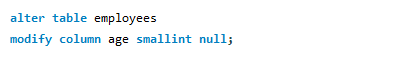 alter table employees
modify column age smallint null;